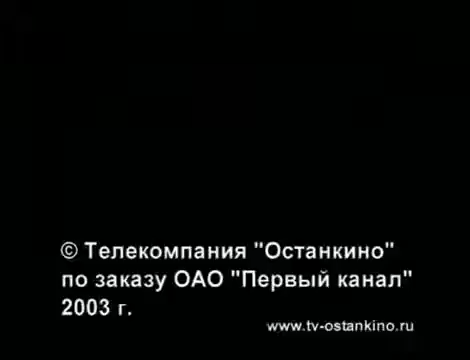 © Телекомпания "Останкино"
по заказу ОАО "Первый канал"
2003 г.
www.tv-ostankino.ru